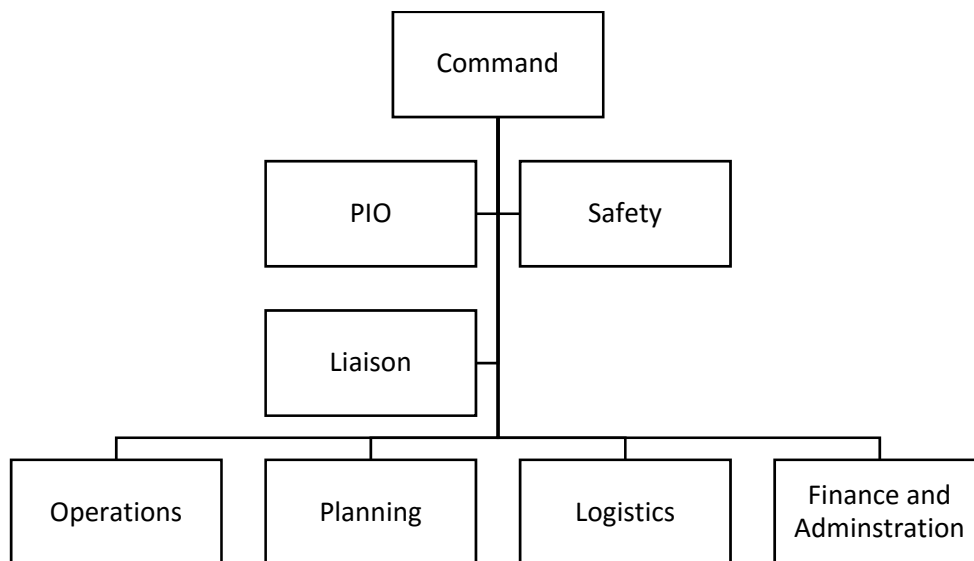 Command
PIO
Safety
Liaison
Operations
Planning
Logistics
Finance and
Adminstration